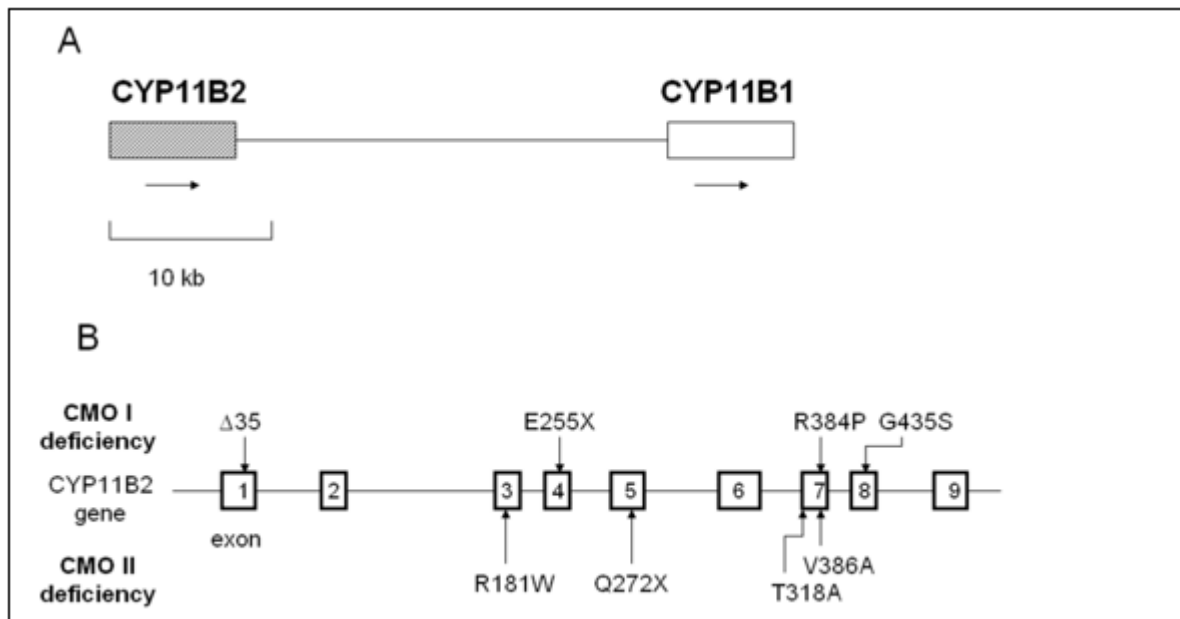 A
CYP11B2 CYP11B1
10 kb
B
CMO I
deficiency
Δ35 E255X R384P G435S
CYP11B2
gene
1 2 3 4 5 6 7 8 9
exon
CMO II
deficiency
R181W Q272X V386A
T318A